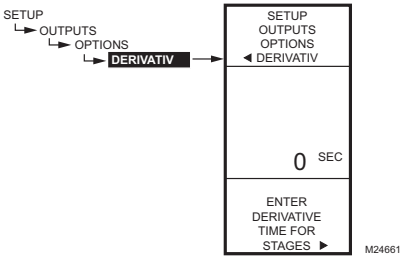 SETUP
OUTPUTS
OPTIONS
DERIVATIV
SETUP
OUTPUTS
OPTIONS
◄ DERIVATIV
0 SEC
ENTER
DERIVATIVE
TIME FOR
STAGES ►
M24661